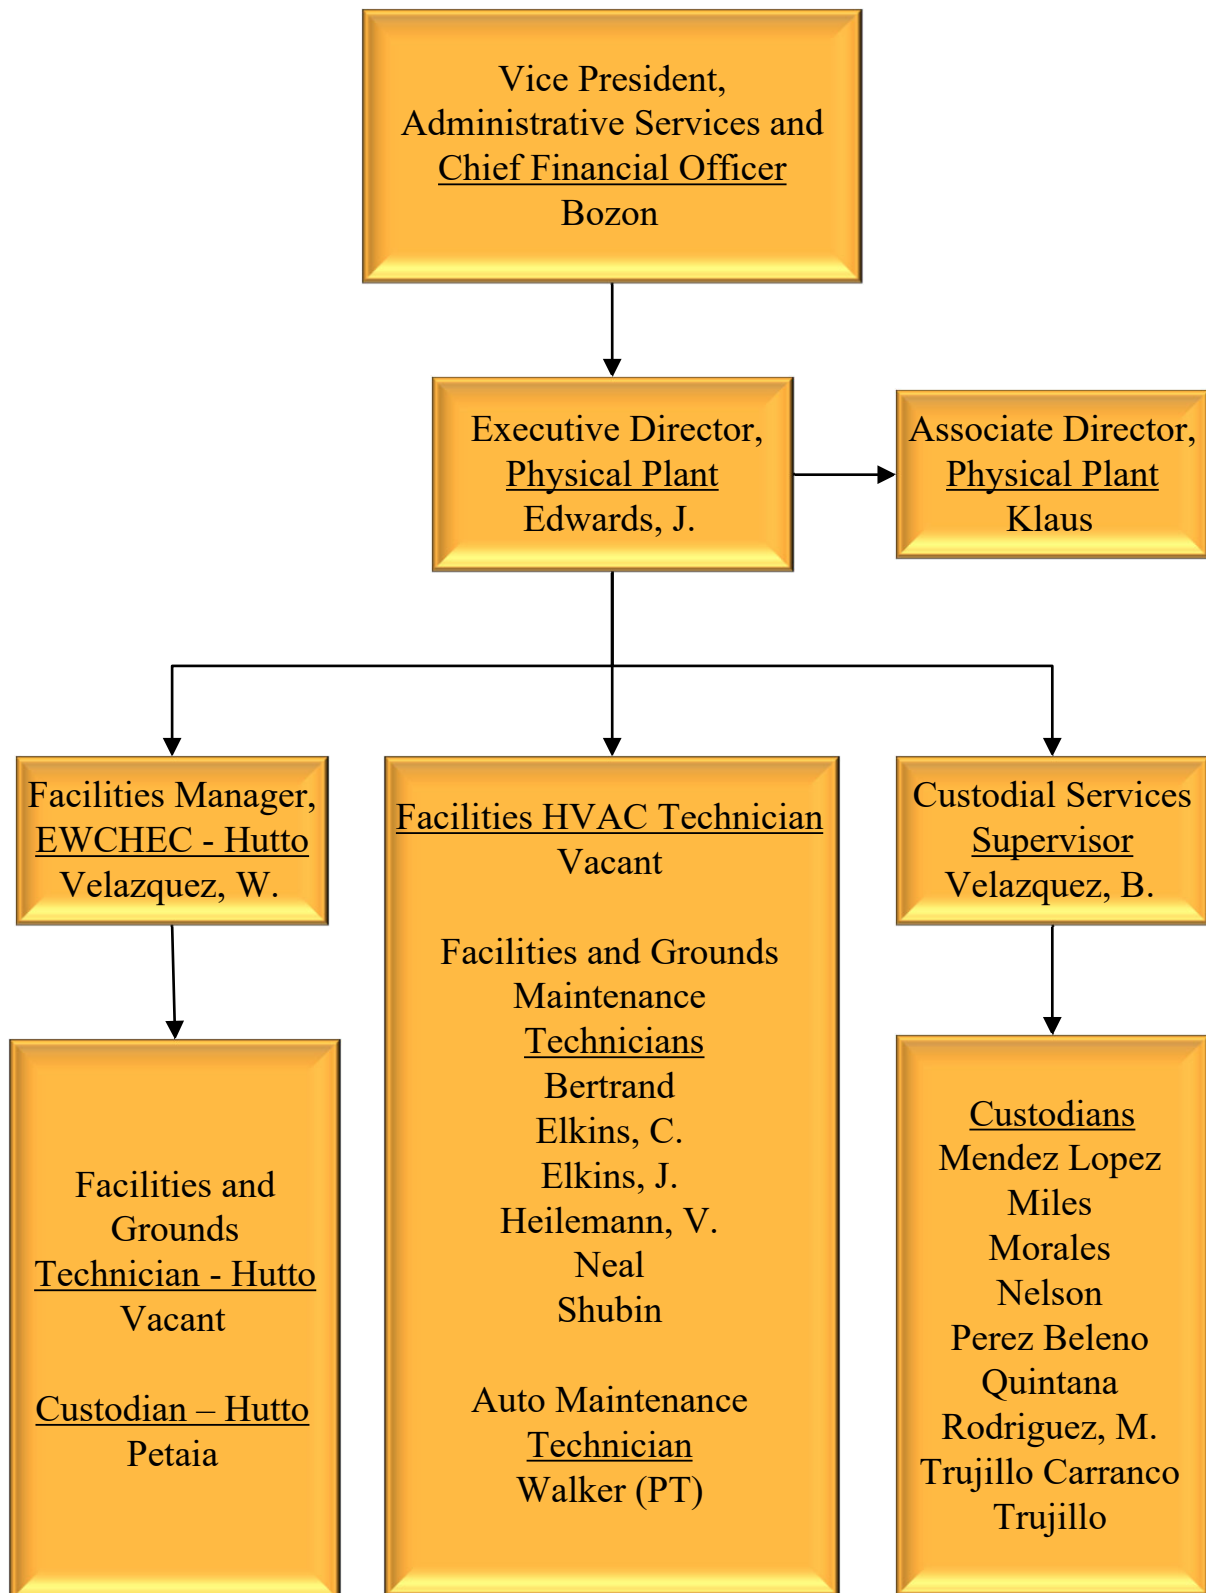 Vice President,
Administrative Services and
Chief Financial Officer
Bozon
Executive Director,
Physical Plant
Edwards, J.
Associate Director,
Physical Plant
Klaus
Facilities Manager,
EWCHEC - Hutto
Velazquez, W.
Facilities and
Grounds
Technician - Hutto
Vacant
Custodian – Hutto
Petaia
Facilities HVAC Technician
Vacant
Facilities and Grounds
Maintenance
Technicians
Bertrand
Elkins, C.
Elkins, J.
Heilemann, V.
Neal
Shubin
Auto Maintenance
Technician
Walker (PT)
Custodial Services
Supervisor
Velazquez, B.
Custodians
Mendez Lopez
Miles
Morales
Nelson
Perez Beleno
Quintana
Rodriguez, M.
Trujillo Carranco
Trujillo